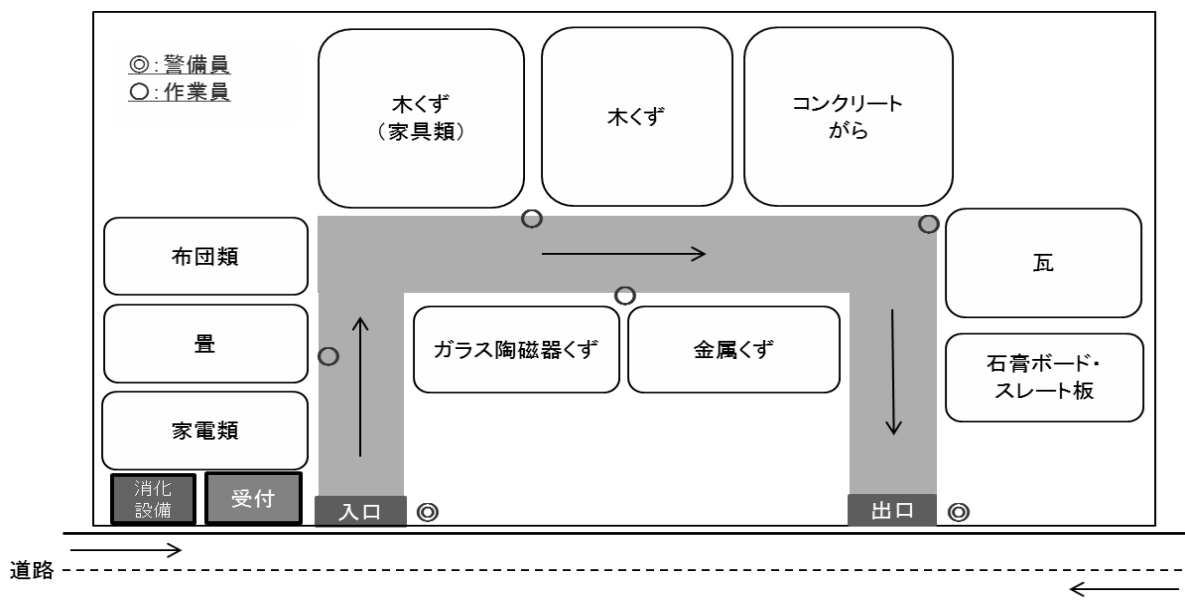 ◎:警備員
○:作業員
木くず
（家具類）
木くず
コンクリート
がら
布団類
瓦
畳
ガラス陶磁器くず
金属くず
石膏ボード・
スレート板
家電類
消化
設備
受付
入口
出口
道路